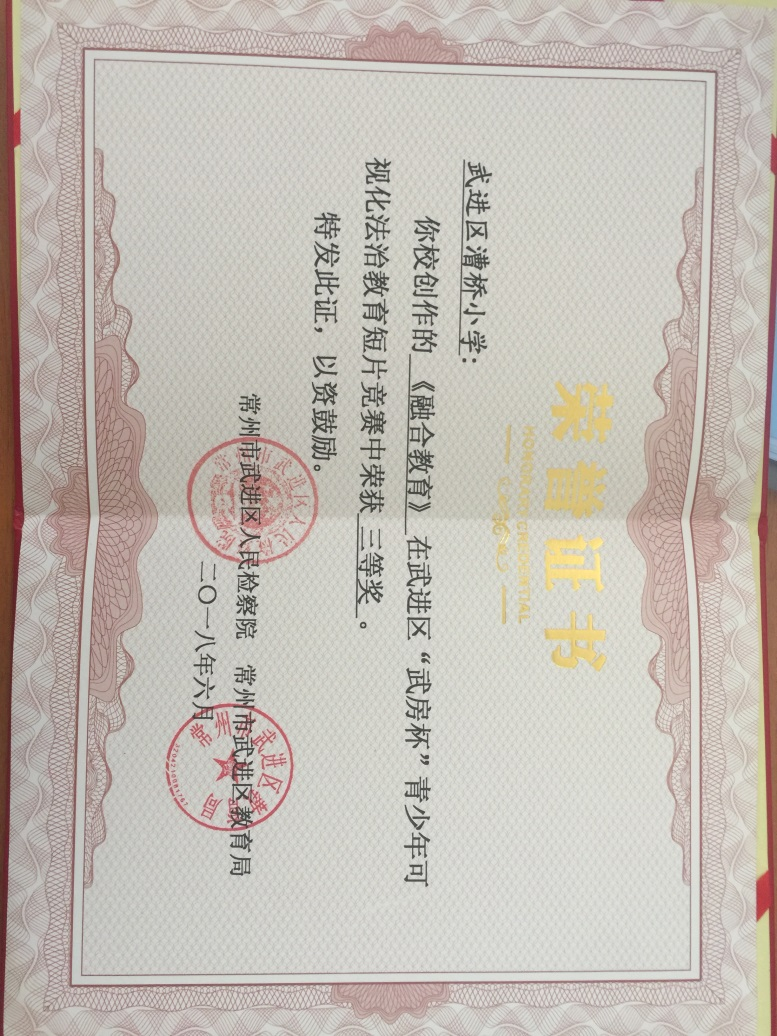 荣誉证书
HONORARY CREDENTIAL
武进区漕桥小学：
你校创作的《融合教育》在武进区“武房杯”青少年可
视化法治教育短片竞赛中荣获三等奖。
特发此证，以资鼓励。
常州市武进区人民检察院 常州市武进区教育局
二〇一八年六月